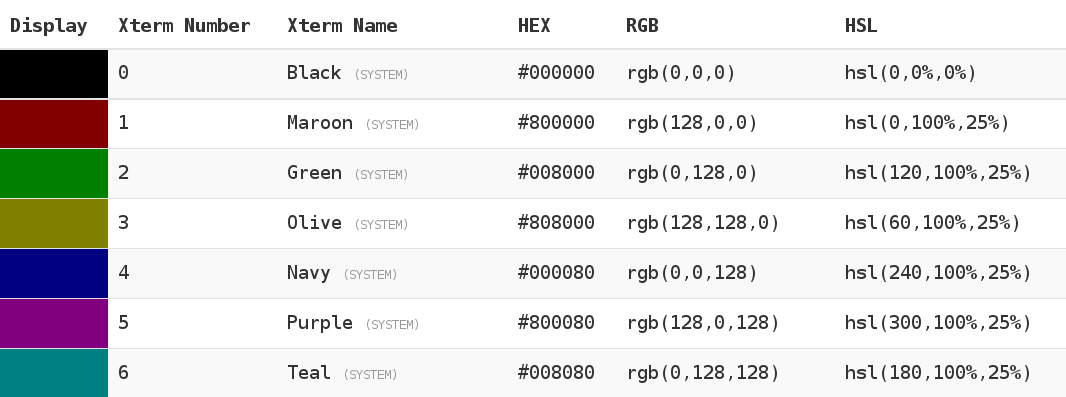 Display Xterm Number Xterm Name HEX RGB HSL
0 Black (SYSTEM) #000000 rgb(0,0,0) hsl(0,0%,0%)
1 Maroon (SYSTEM) #800000 rgb(128,0,0) hsl(0,100%,25%)
2 Green (SYSTEM) #008000 rgb(0,128,0) hsl(120,100%,25%)
3 Olive (SYSTEM) #808000 rgb(128,128,0) hsl(60,100%,25%)
4 Navy (SYSTEM) #000080 rgb(0,0,128) hsl(240,100%,25%)
5 Purple (SYSTEM) #800080 rgb(128,0,128) hsl(300,100%,25%)
6 Teal (SYSTEM) #008080 rgb(0,128,128) hsl(180,100%,25%)